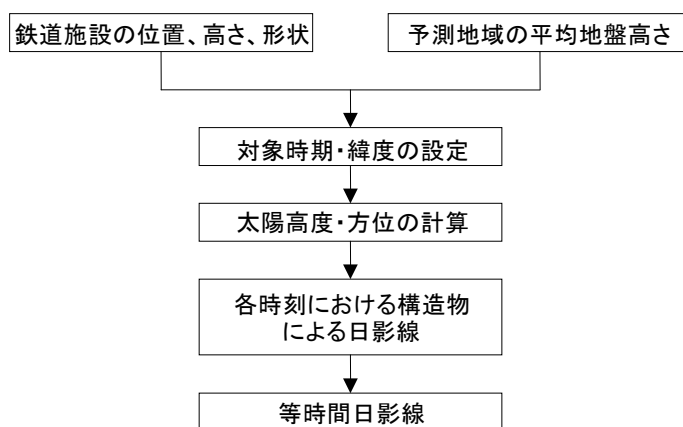 鉄道施設の位置、高さ、形状
予測地域の平均地盤高さ
対象時期・緯度の設定
太陽高度・方位の計算
各時刻における構造物
による日影線
等時間日影線